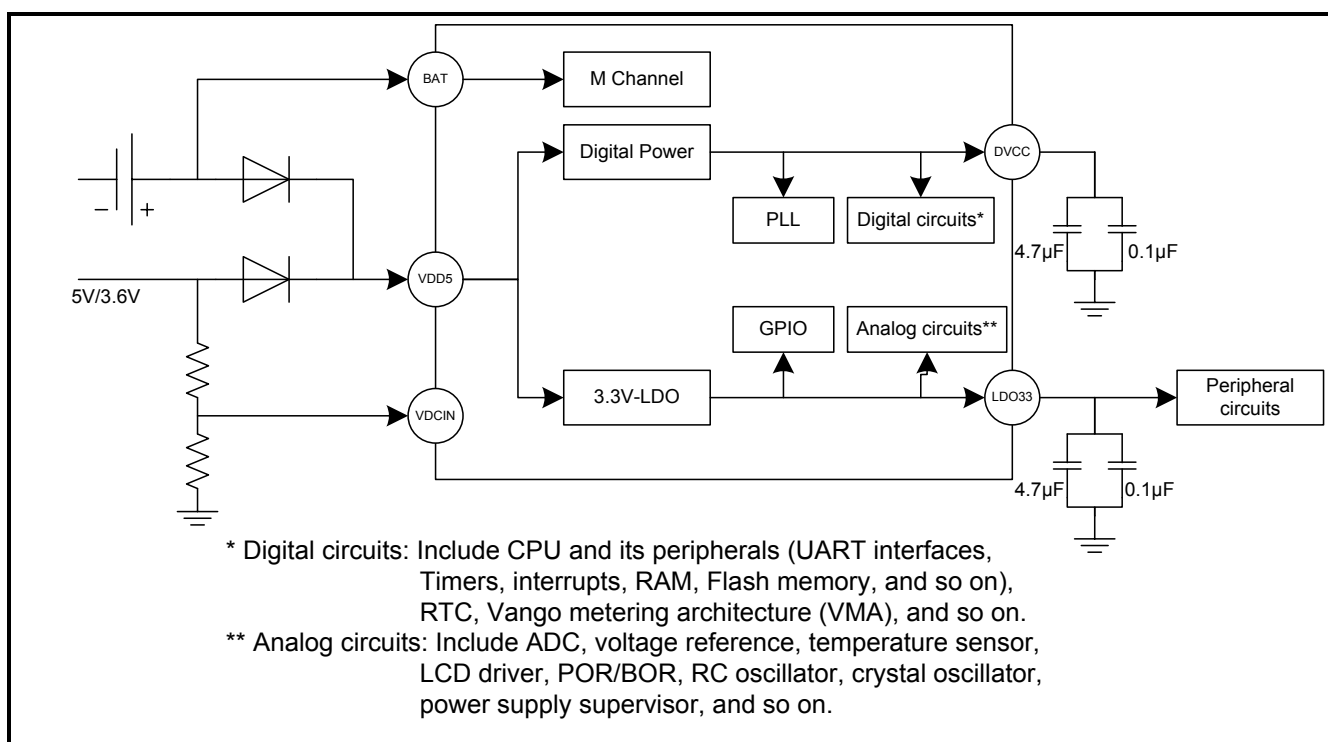 BAT
M Channel
Digital Power
DVCC
− +
PLL
Digital circuits*
4.7µF
0.1µF
VDD5
5V/3.6V
GPIO
Analog circuits**
3.3V-LDO
LDO33
Peripheral
circuits
VDCIN
4.7µF
0.1µF
* Digital circuits: Include CPU and its peripherals (UART interfaces,
Timers, interrupts, RAM, Flash memory, and so on),
RTC, Vango metering architecture (VMA), and so on.
** Analog circuits: Include ADC, voltage reference, temperature sensor,
LCD driver, POR/BOR, RC oscillator, crystal oscillator,
power supply supervisor, and so on.